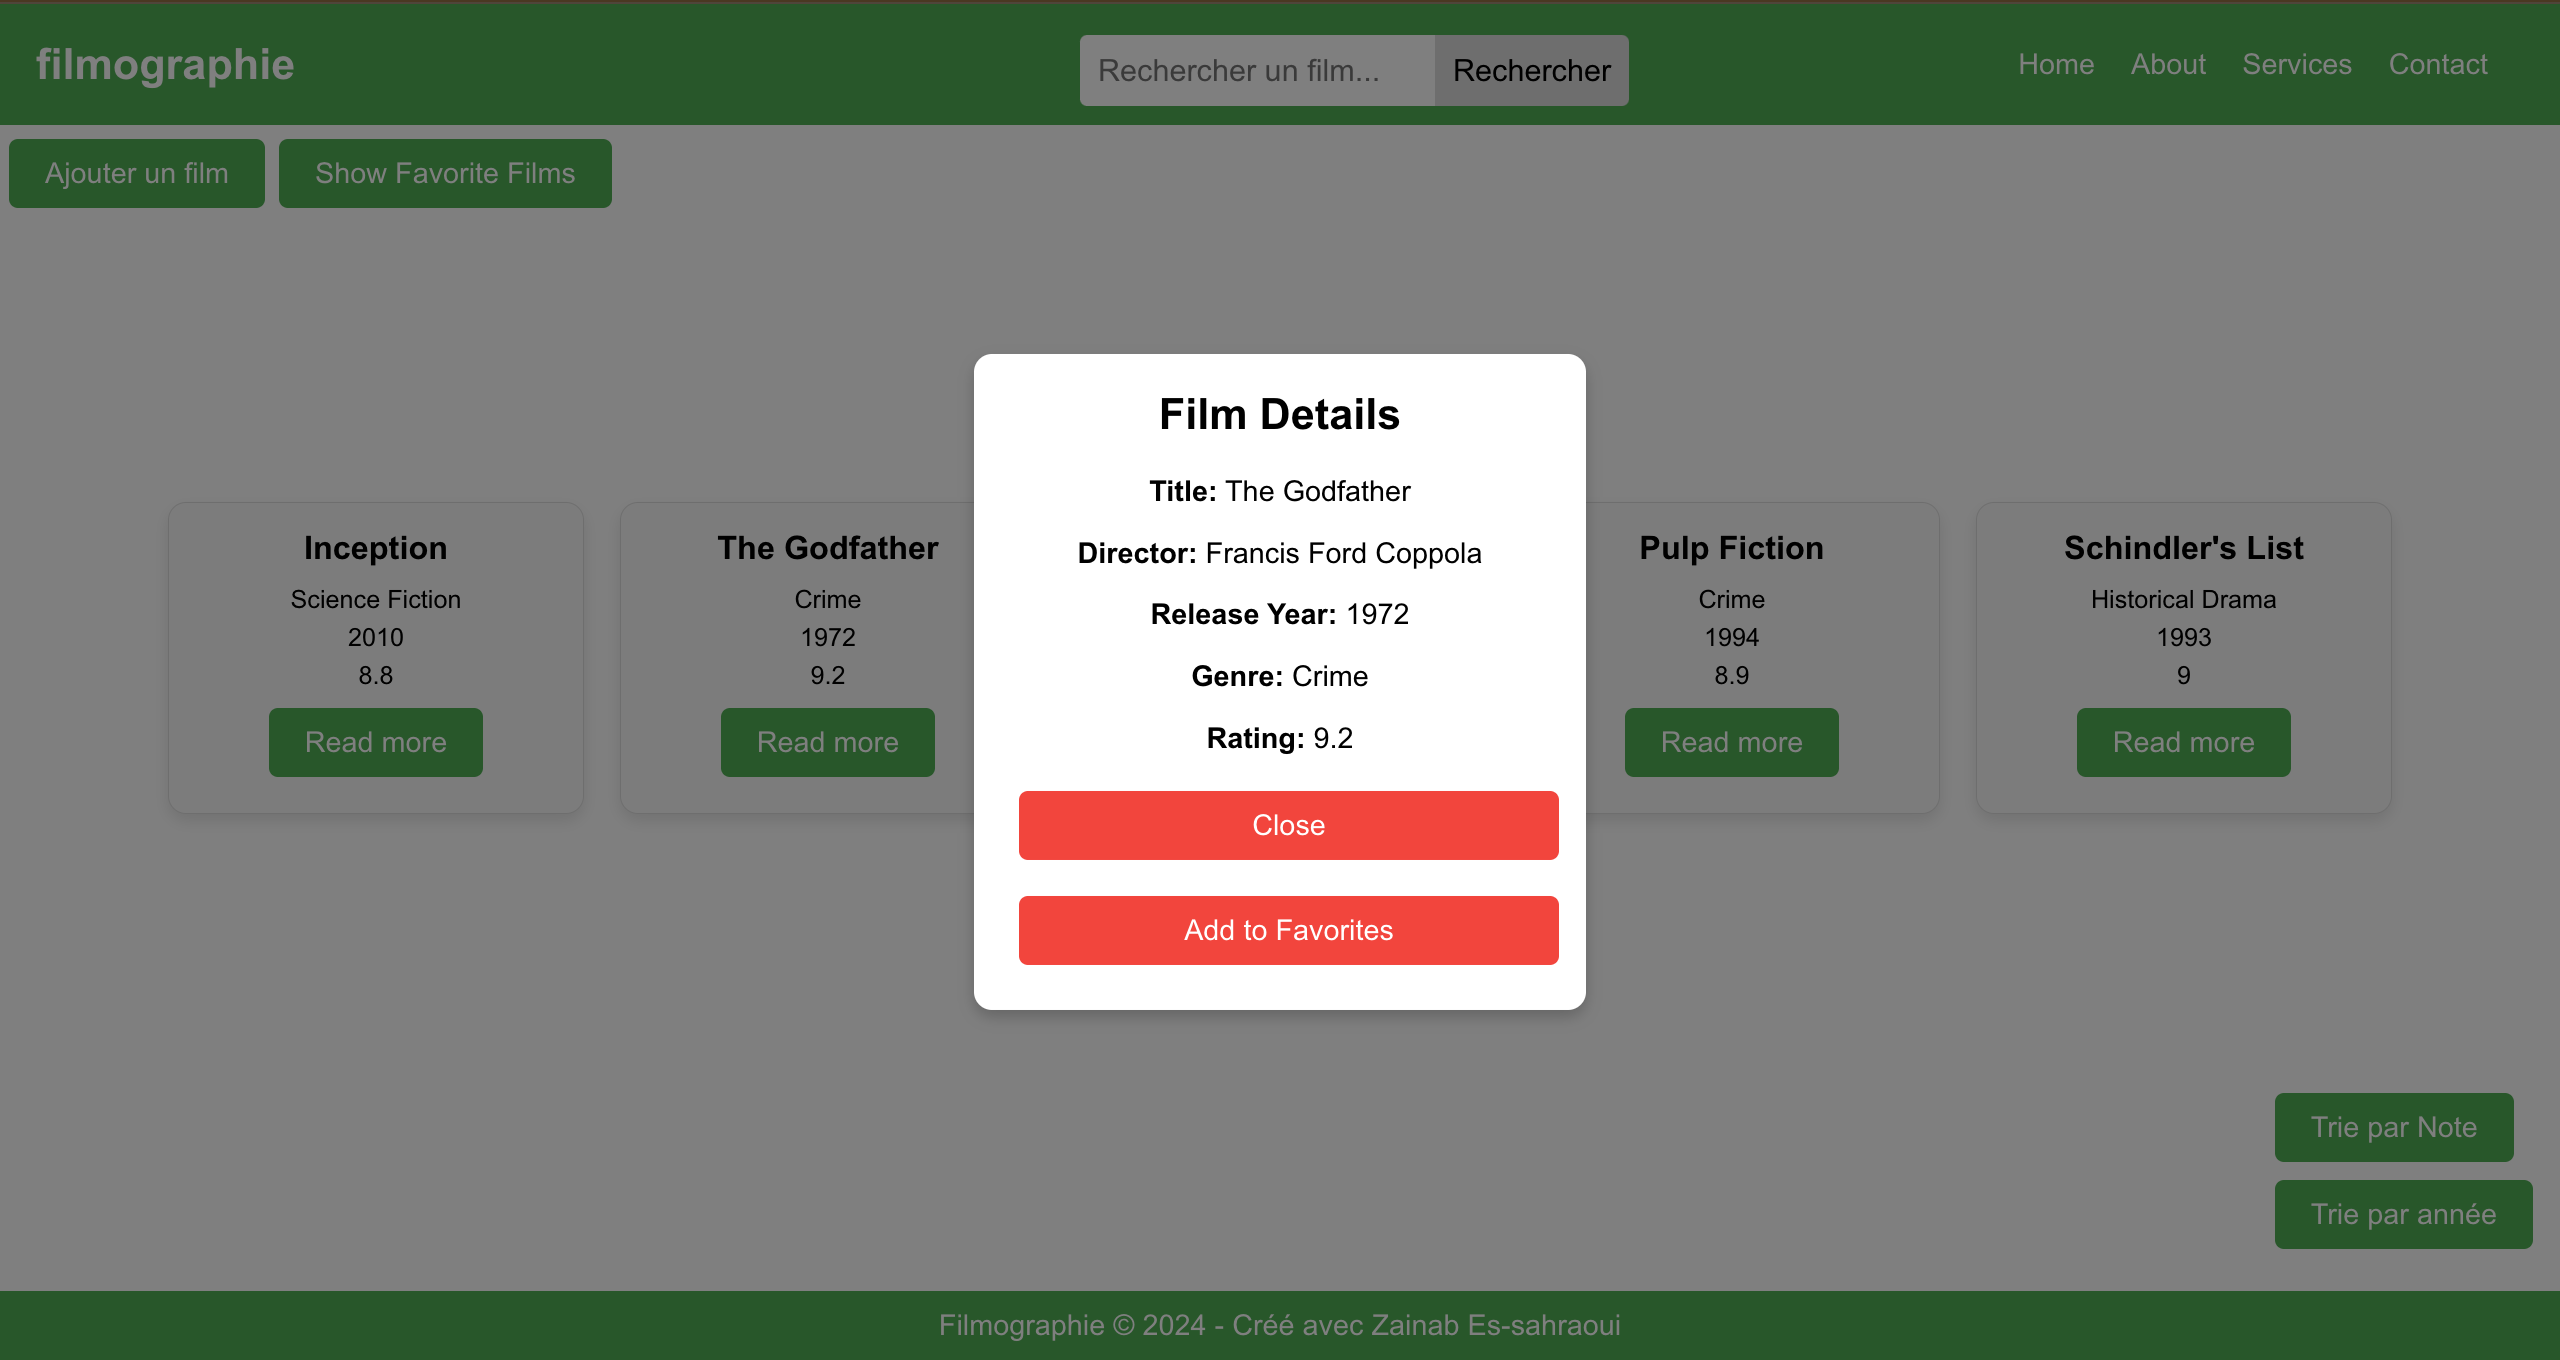 filmographie
Rechercher un film...
Rechercher
Home About Services Contact
Ajouter un film
Show Favorite Films
Film Details
Title: The Godfather
Director: Francis Ford Coppola
Release Year: 1972
Genre: Crime
Rating: 9.2
Close
Add to Favorites
Inception
Science Fiction
2010
8.8
Read more
The Godfather
Crime
1972
9.2
Read more
Pulp Fiction
Crime
1994
8.9
Read more
Schindler's List
Historical Drama
1993
9
Read more
Trie par Note
Trie par année
Filmographie © 2024 - Créé avec Zainab Es-sahraoui